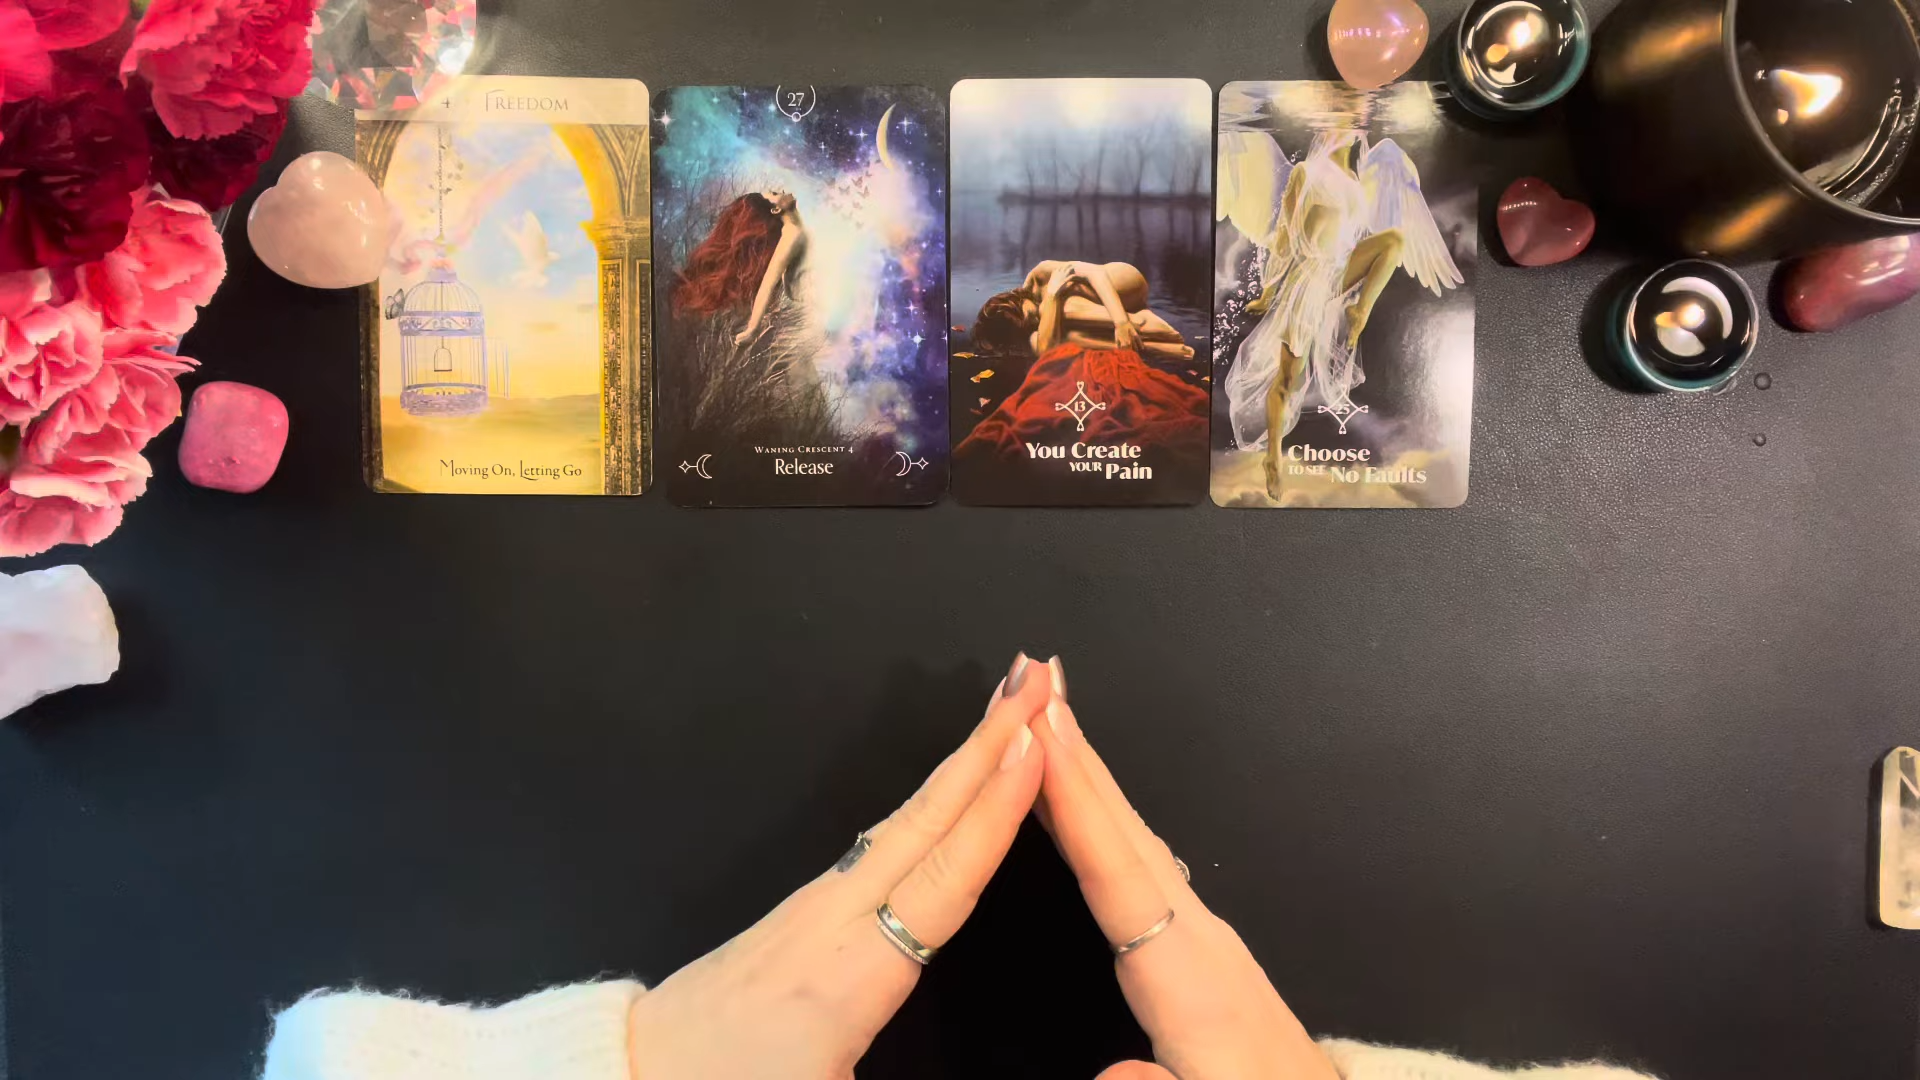 4 FREEDOM
Moving On, Letting Go
27
WANING CRESCENT 4
Release
13
You Create
YOUR Pain
25
Choose
TO SEE No Faults